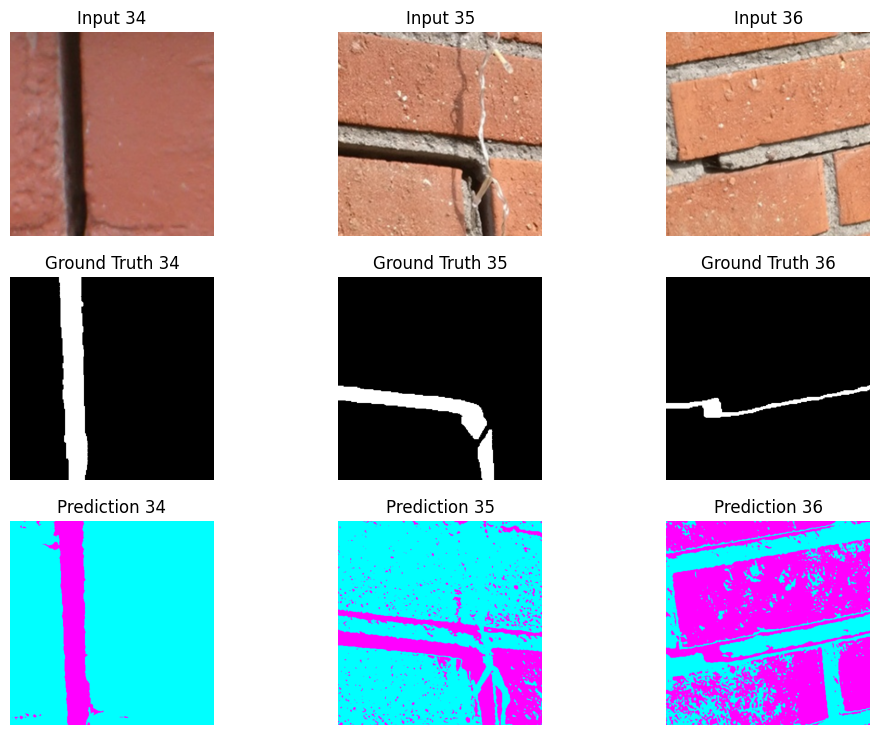 Input 34
Input 35
Input 36
Ground Truth 34
Ground Truth 35
Ground Truth 36
Prediction 34
Prediction 35
Prediction 36